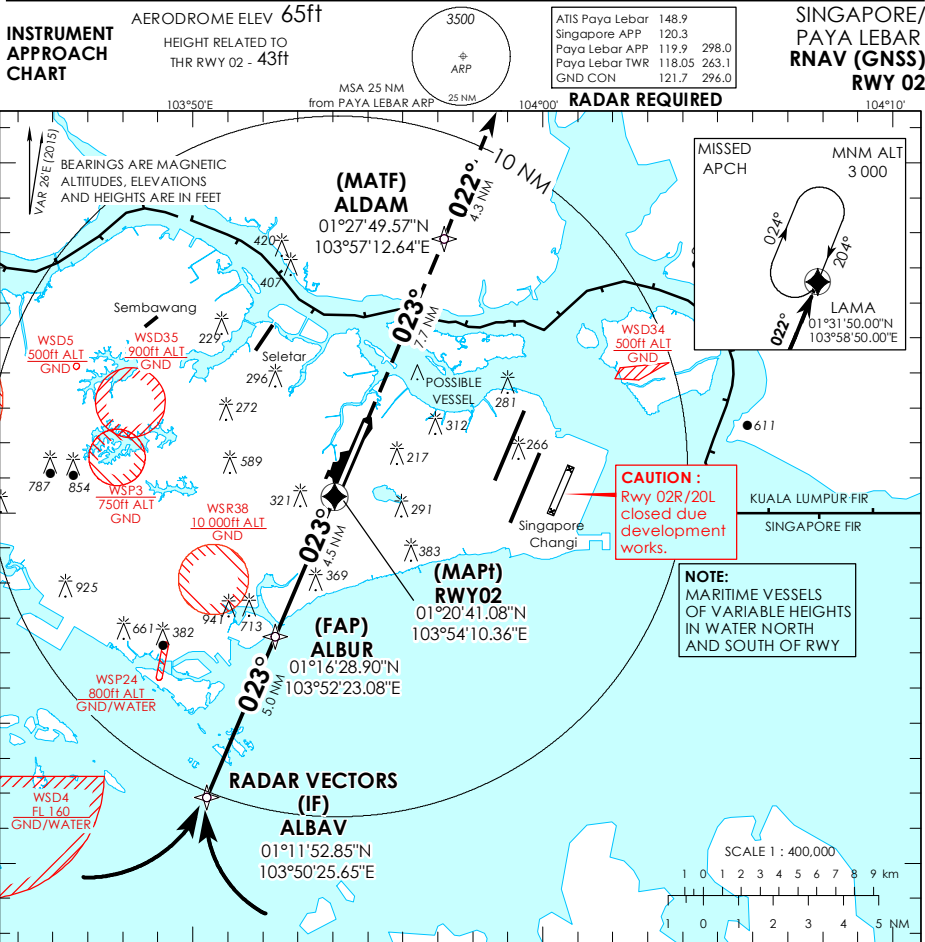 INSTRUMENT
APPROACH
CHART
AERODROME ELEV 65ft
HEIGHT RELATED TO
THR RWY 02 - 43ft
MSA 25 NM
from PAYA LEBAR ARP
3500
ARP
25 NM
ATIS Paya Lebar 148.9
Singapore APP 120.3
Paya Lebar APP 119.9 298.0
Paya Lebar TWR 118.05 263.1
GND CON 121.7 296.0
RADAR REQUIRED
SINGAPORE/
PAYA LEBAR
RNAV (GNSS)
RWY 02
103°50'E
104°00'
104°10'
VAR 26'E (2015)
BEARINGS ARE MAGNETIC
ALTITUDES, ELEVATIONS
AND HEIGHTS ARE IN FEET
10 NM
022°
4.3 NM
(MATF)
ALDAM
01°27'49.57"N
103°57'12.64"E
MISSED
APCH
MNM ALT
3 000
024°
204°
022°
LAMA
01°31'50.00"N
103°58'50.00"E
420
407
Sembawang
229
Seletar
296
023°
7.7 NM
WSD5
500ft ALT
GND
WSD35
900ft ALT
GND
WSD34
500ft ALT
GND
POSSIBLE
VESSEL
281
272
312
266
611
589
217
787
854
WSP3
750ft ALT
GND
321
291
WSR38
10 000ft ALT
GND
CAUTION :
Rwy 02R/20L
closed due
development
works.
KUALA LUMPUR FIR
SINGAPORE FIR
Singapore
Changi
023°
4.5 NM
383
369
925
941
713
661
382
(MAPt)
RWY02
01°20'41.08"N
103°54'10.36"E
NOTE:
MARITIME VESSELS
OF VARIABLE HEIGHTS
IN WATER NORTH
AND SOUTH OF RWY
(FAP)
ALBUR
01°16'28.90"N
103°52'23.08"E
WSP24
800ft ALT
GND/WATER
023°
5.0 NM
WSD4
FL 160
GND/WATER
RADAR VECTORS
(IF)
ALBAV
01°11'52.85"N
103°50'25.65"E
SCALE 1 : 400,000
1 0 1 2 3 4 5 6 7 8 9 km
1 0 1 2 3 4 5 NM